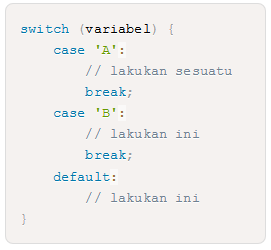 switch (variabel) {
    case 'A':
        // lakukan sesuatu
        break;
    case 'B':
        // lakukan ini
        break;
    default:
        // lakukan ini
}